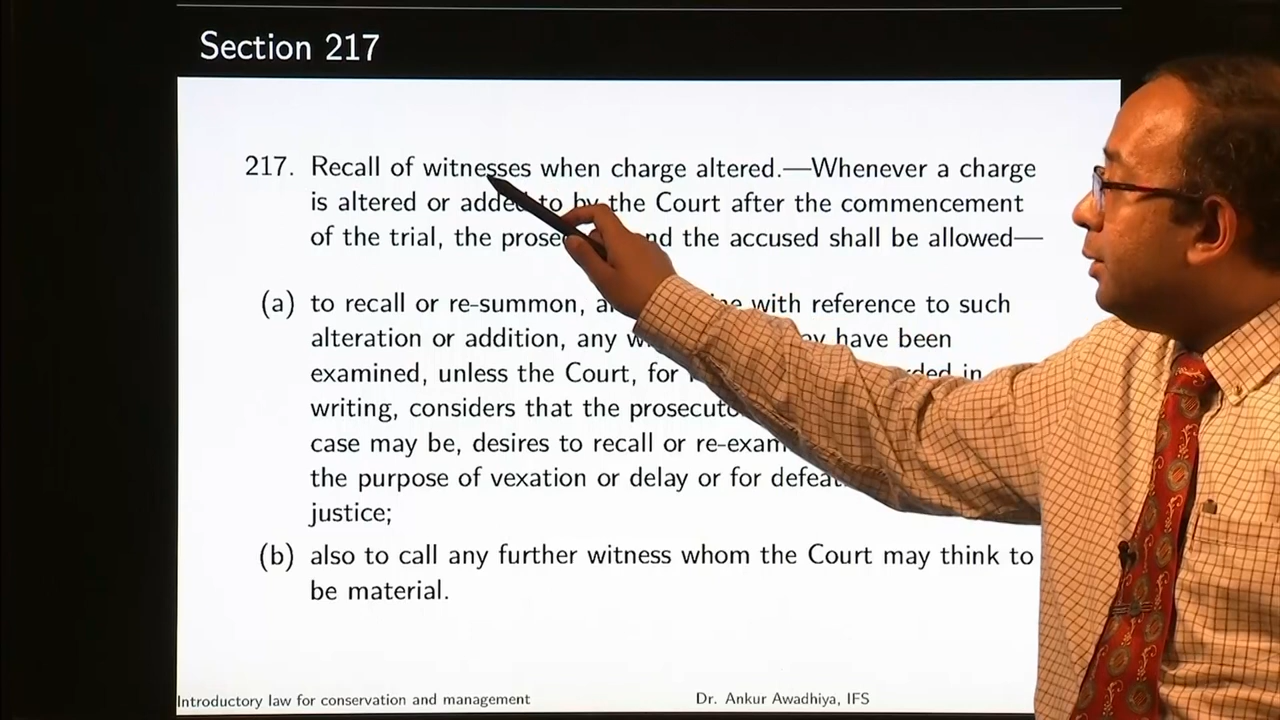 Section 217
217. Recall of witnesses when charge altered.—Whenever a charge
is altered or added to by the Court after the commencement
of the trial, the and the accused shall be allowed—
(a) to recall or re-summon, with reference to such
alteration or addition, any have been
examined, unless the Court, for in
writing, considers that the
case may be, desires to recall or
the purpose of vexation or delay or for
justice;
(b) also to call any further witness whom the Court may think to
be material.
Introductory law for conservation and management
Dr. Ankur Awadhiya, IFS